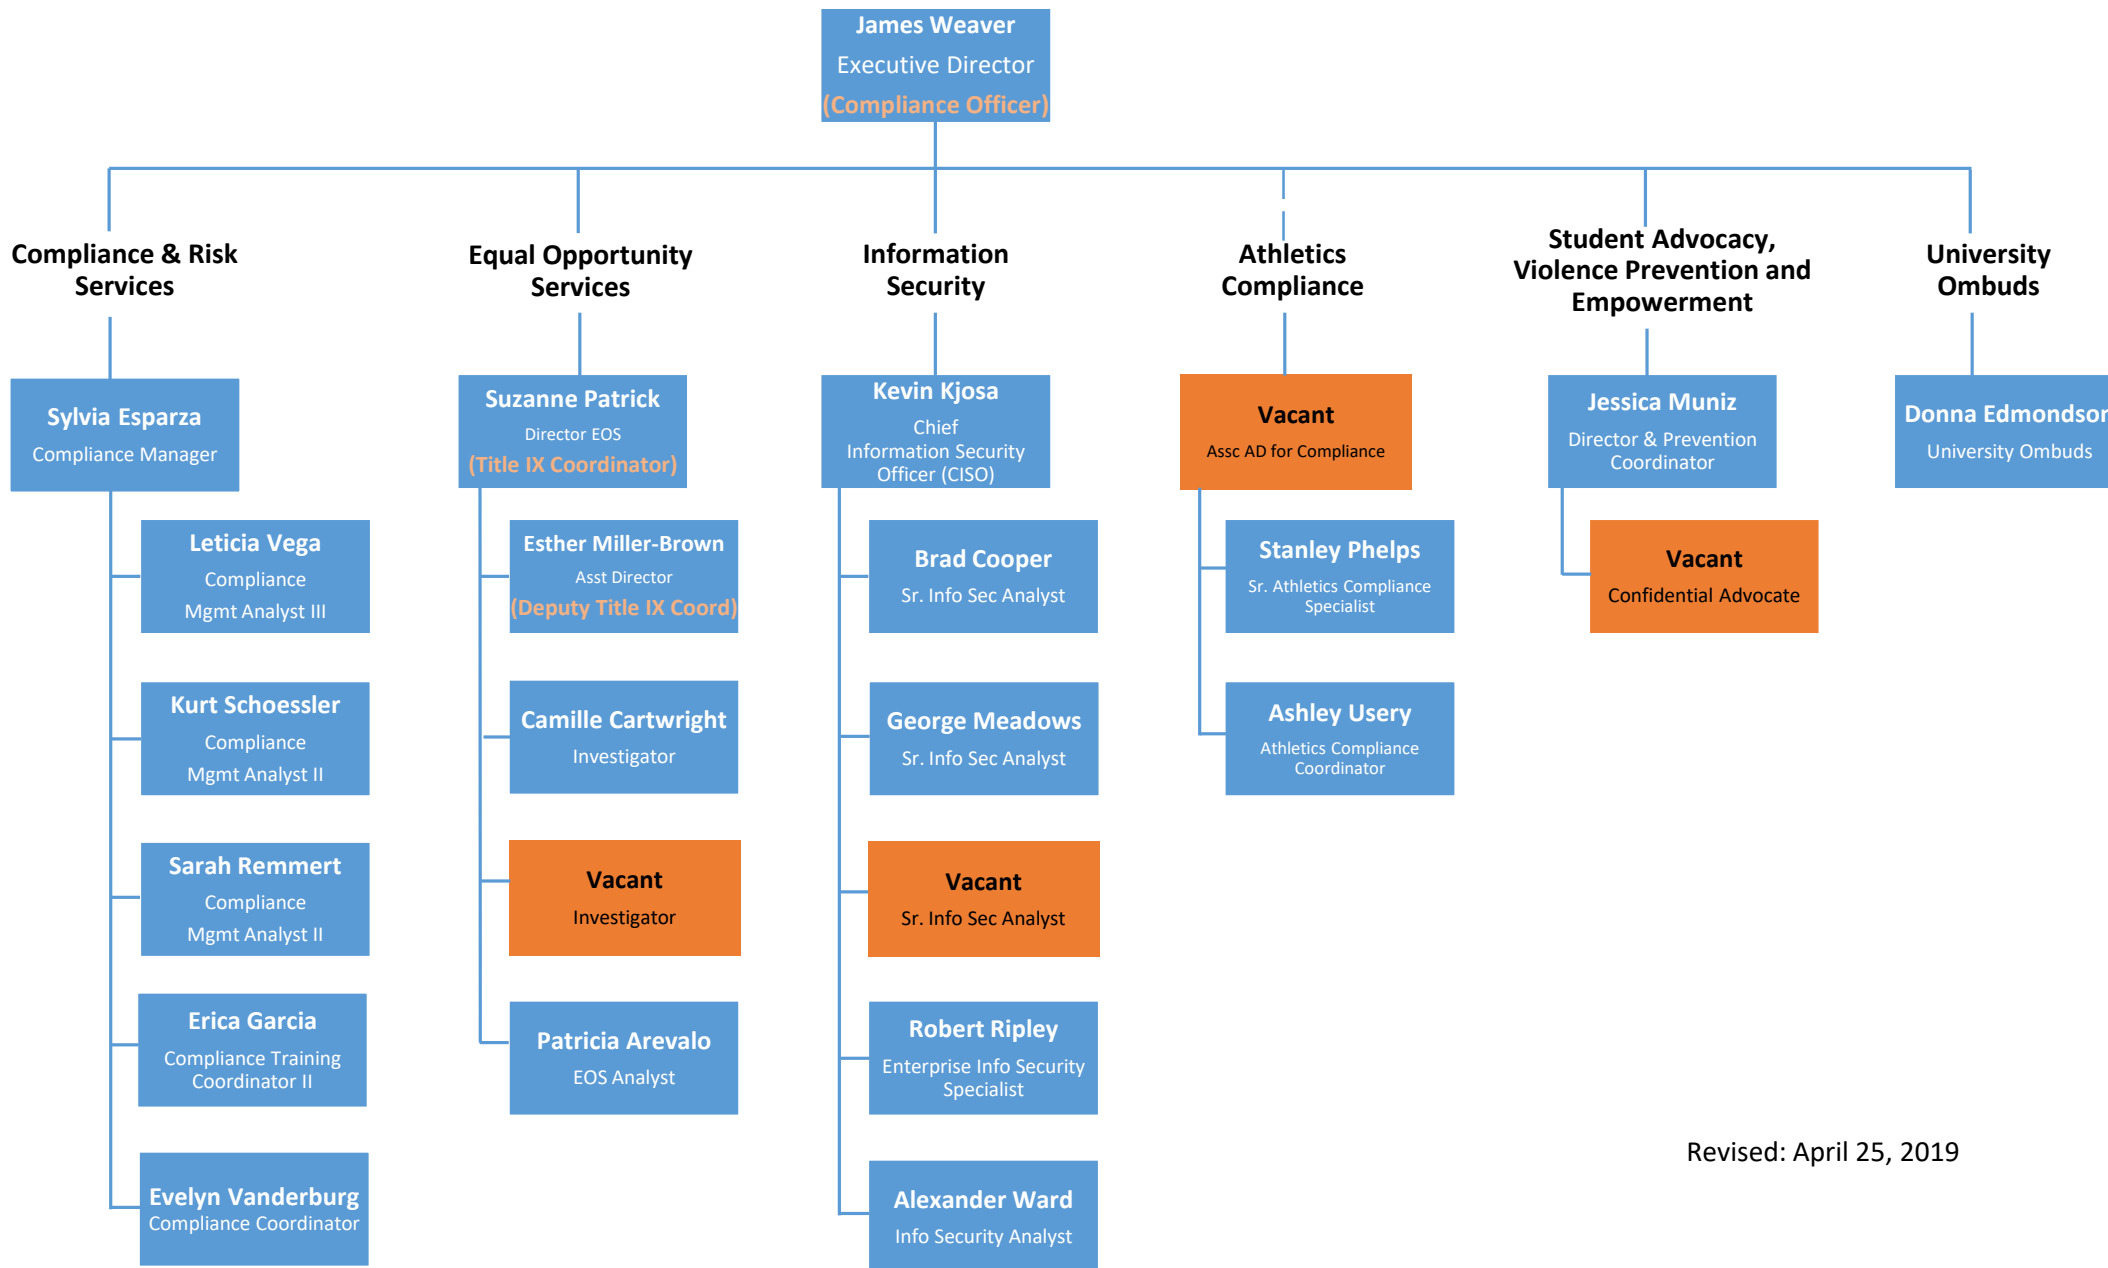 James Weaver
Executive Director
(Compliance Officer)
Compliance & Risk
Services
Equal Opportunity
Services
Information
Security
Athletics
Compliance
Student Advocacy,
Violence Prevention and
Empowerment
University
Ombuds
Sylvia Esparza
Compliance Manager
Leticia Vega
Compliance
Mgmt Analyst III
Kurt Schoessler
Compliance
Mgmt Analyst II
Sarah Remmert
Compliance
Mgmt Analyst II
Erica Garcia
Compliance Training
Coordinator II
Evelyn Vanderburg
Compliance Coordinator
Suzanne Patrick
Director EOS
(Title IX Coordinator)
Esther Miller-Brown
Asst Director
(Deputy Title IX Coord)
Camille Cartwright
Investigator
Vacant
Investigator
Patricia Arevalo
EOS Analyst
Kevin Kjosa
Chief
Information Security
Officer (CISO)
Brad Cooper
Sr. Info Sec Analyst
George Meadows
Sr. Info Sec Analyst
Vacant
Sr. Info Sec Analyst
Robert Ripley
Enterprise Info Security
Specialist
Alexander Ward
Info Security Analyst
Vacant
Assc AD for Compliance
Stanley Phelps
Sr. Athletics Compliance
Specialist
Ashley Usery
Athletics Compliance
Coordinator
Jessica Muniz
Director & Prevention
Coordinator
Vacant
Confidential Advocate
Donna Edmondson
University Ombuds
Revised: April 25, 2019